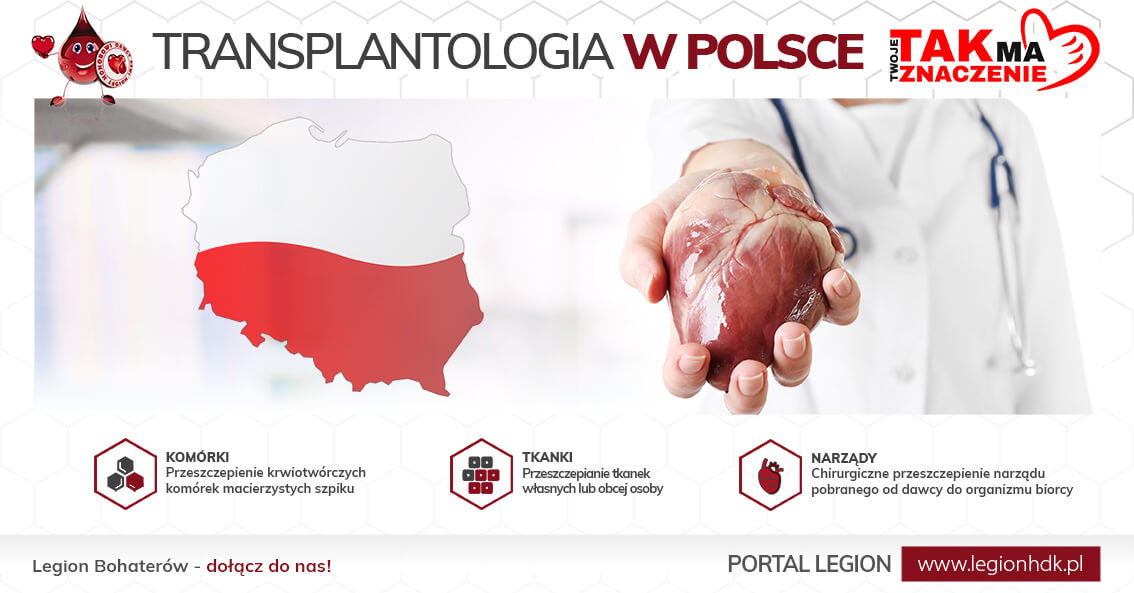 TRANSPLANTOLOGIA W POLSCE
TWOJE TAK MA
ZNACZENIE
KOMÓRKI
Przeszczepienie krwiotwórczych
komórek macierzystych szpiku
TKANKI
Przeszczepianie tkanek
własnych lub obcej osoby
NARZĄDY
Chirurgiczne przeszczepienie narządu
pobranego od dawcy do organizmu biorcy
Legion Bohaterów - dołącz do nas!
PORTAL LEGION www.legionhdk.pl